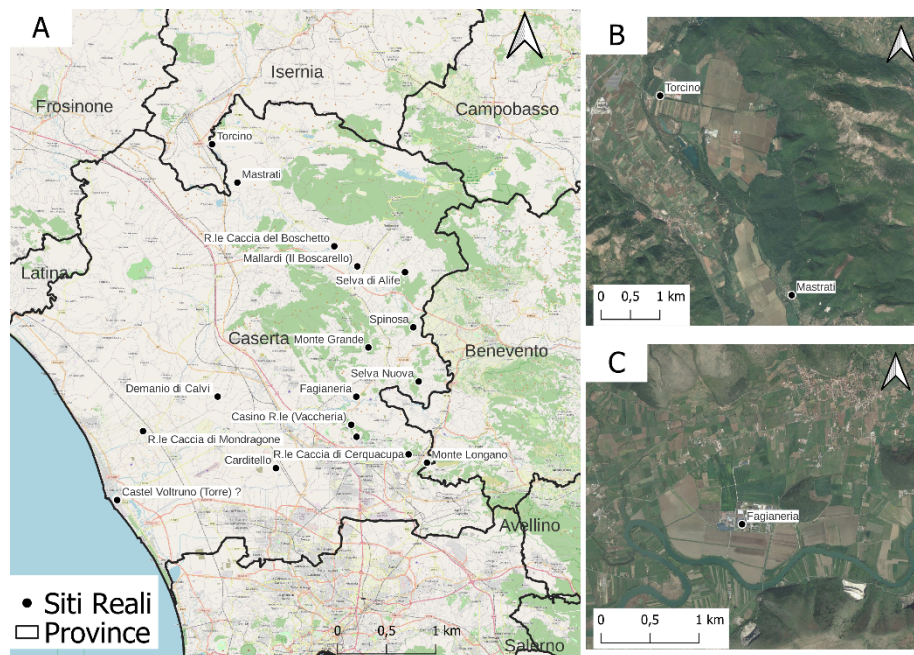 A
Isernia
Frosinone
Campobasso
Torcino
Mastrati
R.le Caccia del Boschetto
Mallardi (Il Boscarello)
Latina
Selva di Alife
Spinosa
Caserta
Monte Grande
Benevento
Selva Nuova
Demanio di Calvi
Fagianeria
Casino R.le (Vaccheria)
R.le Caccia di Mondragone
R.le Caccia di Cerquacupa
Monte Longano
Carditello
Castel Voltruno (Torre) ?
Avellino
Siti Reali
Province
0 0,5 1 km
Salerno
B
Torcino
Mastrati
0 0,5 1 km
C
Fagianeria
0 0,5 1 km